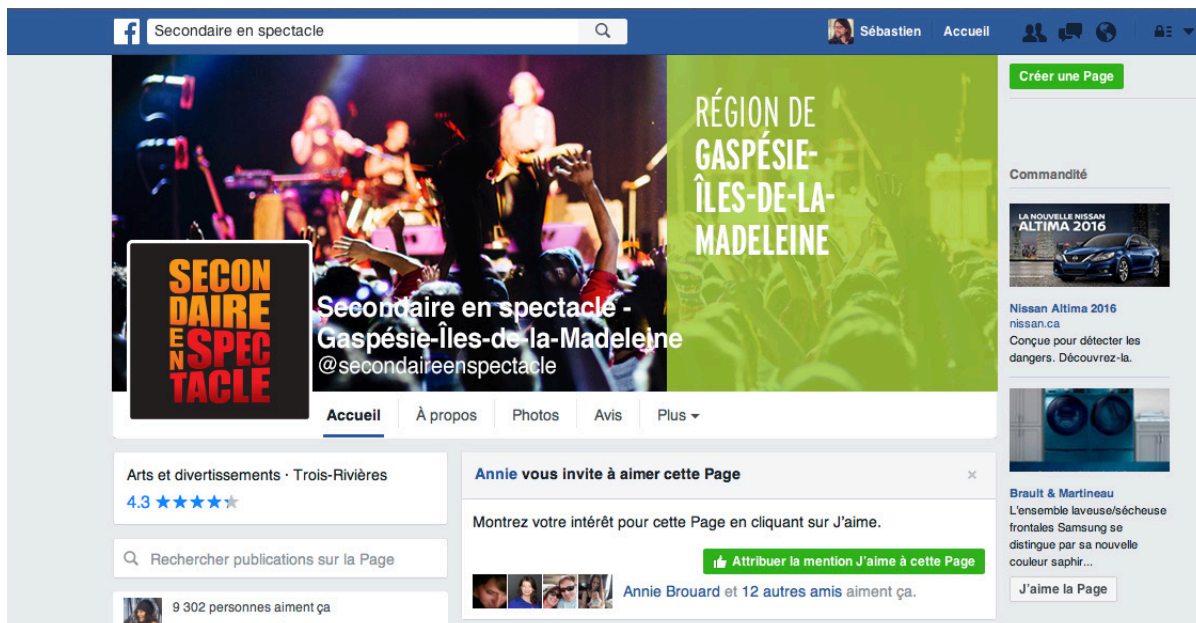 Secondaire en spectacle
Sébastien
Accueil
Créer une Page
RÉGION DE
GASPÉSIE-
ÎLES-DE-LA-
MADELEINE
SECON
DAIRE
EN SPEC
TACLE
Secondaire en spectacle -
Gaspésie-Îles-de-la-Madeleine
@secondaireenspectacle
Accueil
À propos
Photos
Avis
Plus
Arts et divertissements · Trois-Rivières
4.3
Rechercher publications sur la Page
9 302 personnes aiment ça
Annie vous invite à aimer cette Page
Montrez votre intérêt pour cette Page en cliquant sur J'aime.
Attribuer la mention J'aime à cette Page
Annie Brouard et 12 autres amis aiment ça.
Commandité
LA NOUVELLE NISSAN
ALTIMA 2016
Nissan Altima 2016
nissan.ca
Conçue pour détecter les
dangers. Découvrez-la.
Brault & Martineau
L'ensemble laveuse/sécheuse
frontales Samsung se
distingue par sa nouvelle
couleur saphir...
J'aime la Page